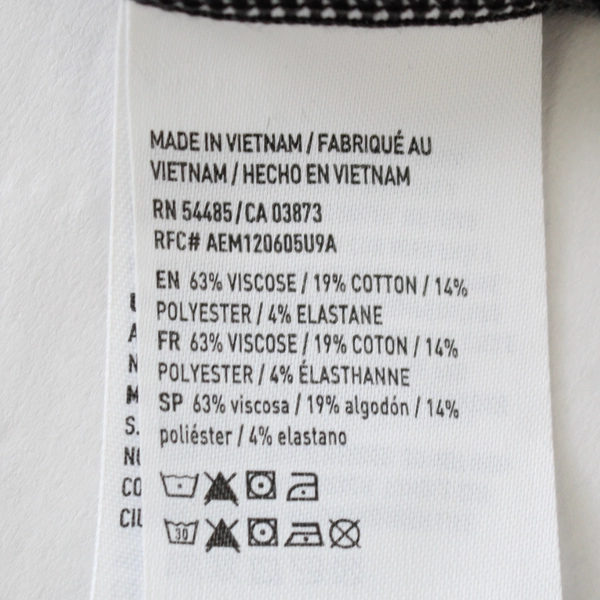 MADE IN VIETNAM / FABRIQUÉ AU
VIETNAM / HECHO EN VIETNAM
RN 54485 / CA 03873
RFC# AEM120605U9A
EN 63% VISCOSE / 19% COTTON / 14%
POLYESTER / 4% ELASTANE
FR 63% VISCOSE / 19% COTON / 14%
POLYESTER / 4% ÉLASTHANNE
SP 63% viscosa / 19% algodón / 14%
poliéster / 4% elastano
30